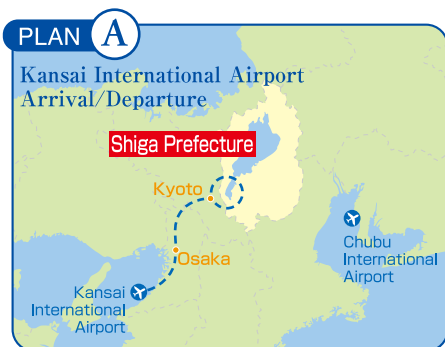 PLAN A
Kansai International Airport
Arrival/Departure
Shiga Prefecture
Kyoto
Osaka
Kansai
International
Airport
Chubu
International
Airport